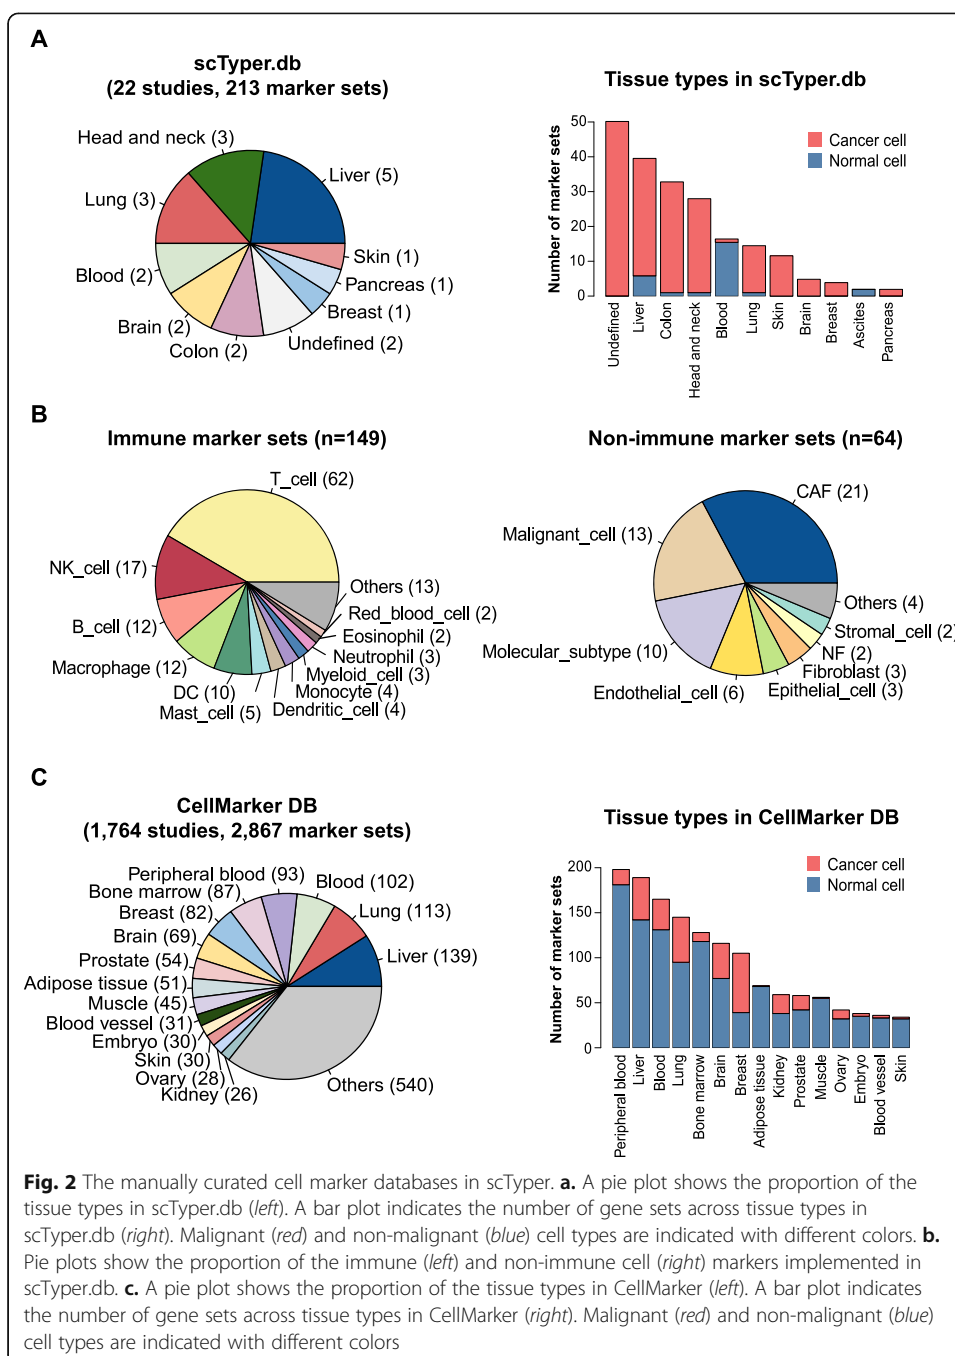 A
scTyper.db
(22 studies, 213 marker sets)
Head and neck (3)
Liver (5)
Lung (3)
Skin (1)
Blood (2)
Pancreas (1)
Breast (1)
Brain (2)
Colon (2)
Undefined (2)
Tissue types in scTyper.db
Number of marker sets
50
40
30
20
10
0
Cancer cell
Normal cell
Undefined
Liver
Colon
Head and neck
Blood
Lung
Skin
Brain
Breast
Ascites
Pancreas
B
Immune marker sets (n=149)
T_cell (62)
NK_cell (17)
Others (13)
Red_blood_cell (2)
B_cell (12)
Eosinophil (2)
Neutrophil (3)
Macrophage (12)
Myeloid_cell (3)
DC (10)
Monocyte (4)
Mast_cell (5)
Dendritic_cell (4)
Non-immune marker sets (n=64)
CAF (21)
Malignant_cell (13)
Others (4)
Stromal_cell (2)
Molecular_subtype (10)
NF (2)
Fibroblast (3)
Endothelial_cell (6)
Epithelial_cell (3)
C
CellMarker DB
(1,764 studies, 2,867 marker sets)
Peripheral blood (93)
Blood (102)
Bone marrow (87)
Breast (82)
Lung (113)
Brain (69)
Liver (139)
Prostate (54)
Adipose tissue (51)
Muscle (45)
Blood vessel (31)
Embryo (30)
Skin (30)
Ovary (28)
Kidney (26)
Others (540)
Tissue types in CellMarker DB
Number of marker sets
200
150
100
50
0
Cancer cell
Normal cell
Peripheral blood
Liver
Blood
Lung
Bone marrow
Brain
Breast
Adipose tissue
Kidney
Prostate
Muscle
Ovary
Embryo
Blood vessel
Skin
Fig. 2 The manually curated cell marker databases in scTyper. a. A pie plot shows the proportion of the
tissue types in scTyper.db (left). A bar plot indicates the number of gene sets across tissue types in
scTyper.db (right). Malignant (red) and non-malignant (blue) cell types are indicated with different colors. b.
Pie plots show the proportion of the immune (left) and non-immune cell (right) markers implemented in
scTyper.db. c. A pie plot shows the proportion of the tissue types in CellMarker (left). A bar plot indicates
the number of gene sets across tissue types in CellMarker (right). Malignant (red) and non-malignant (blue)
cell types are indicated with different colors